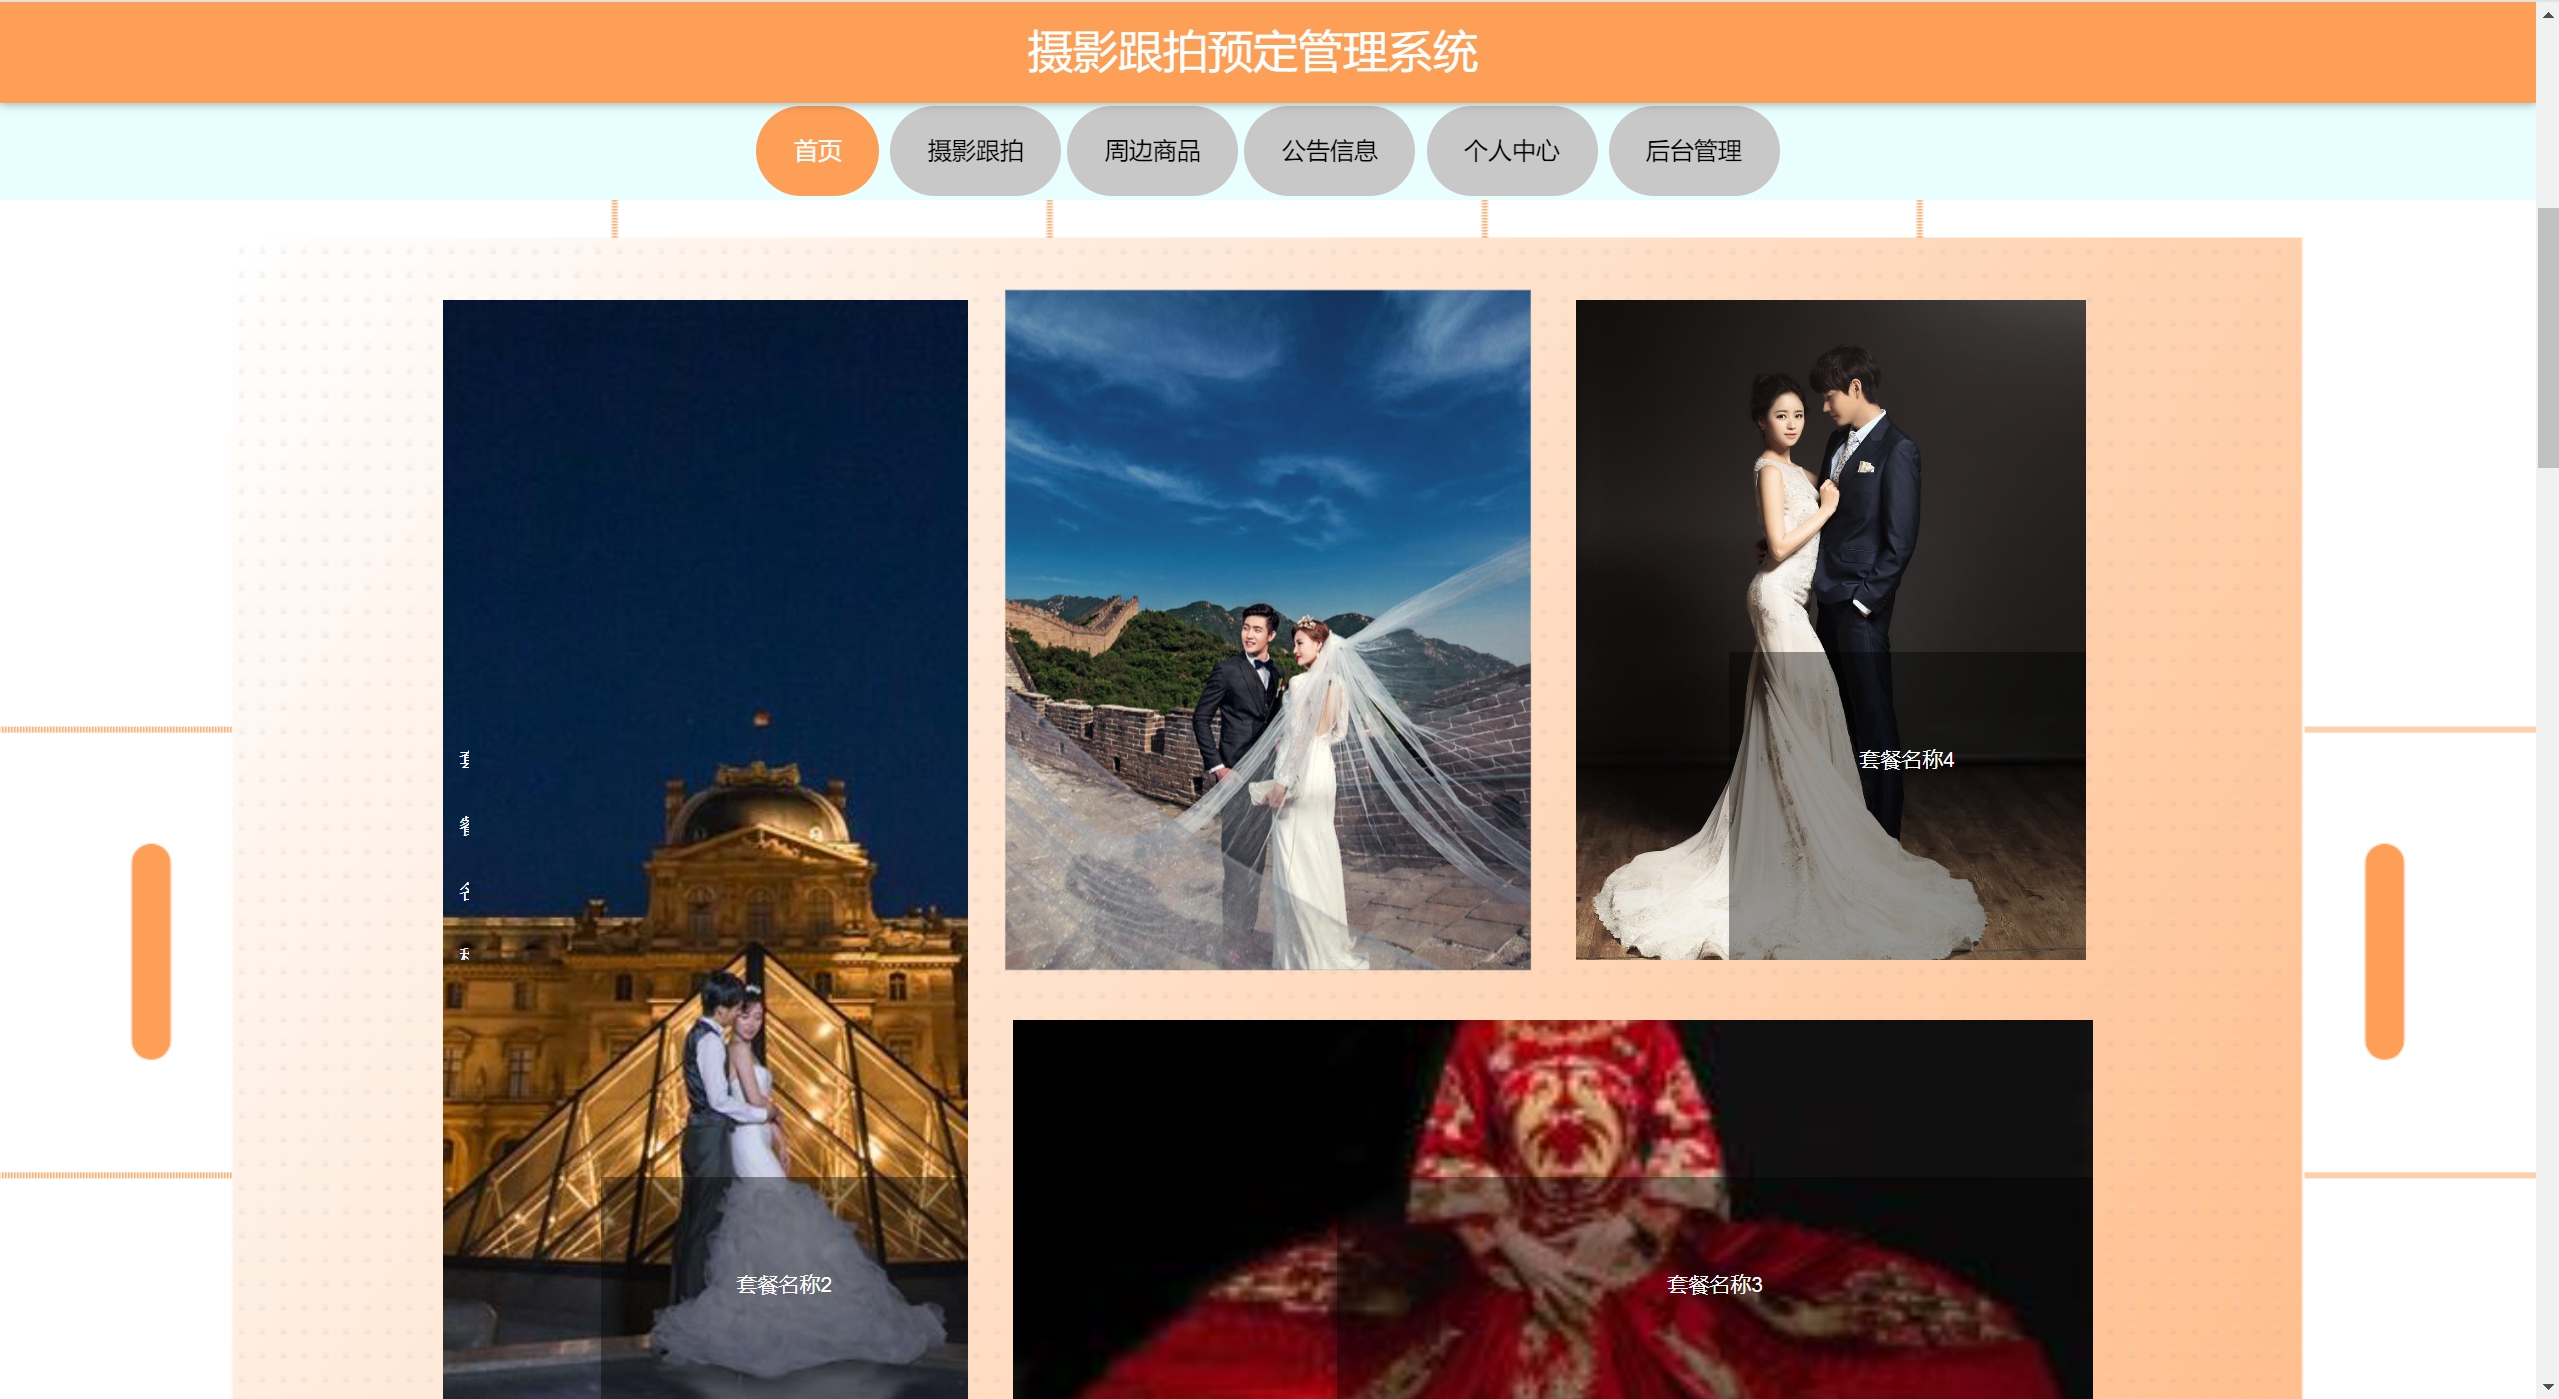 摄影跟拍预定管理系统
首页
摄影跟拍
周边商品
公告信息
个人中心
后台管理
套餐名称4
套餐名称2
套餐名称3